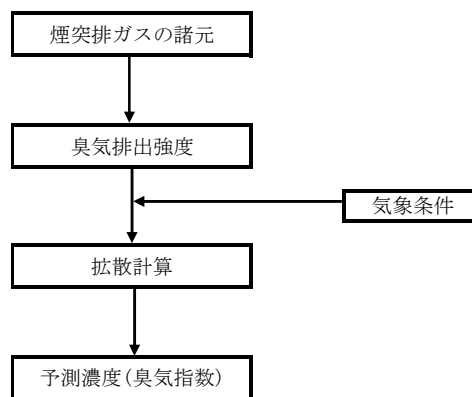 煙突排ガスの諸元
臭気排出強度
気象条件
拡散計算
予測濃度(臭気指数)